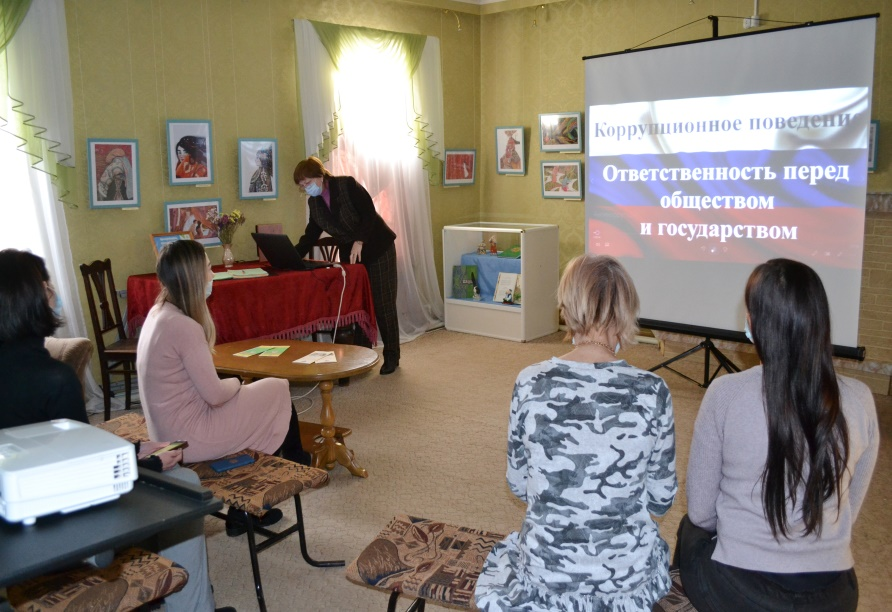 Коррупционное поведени
Ответственность перед
обществом
и государством